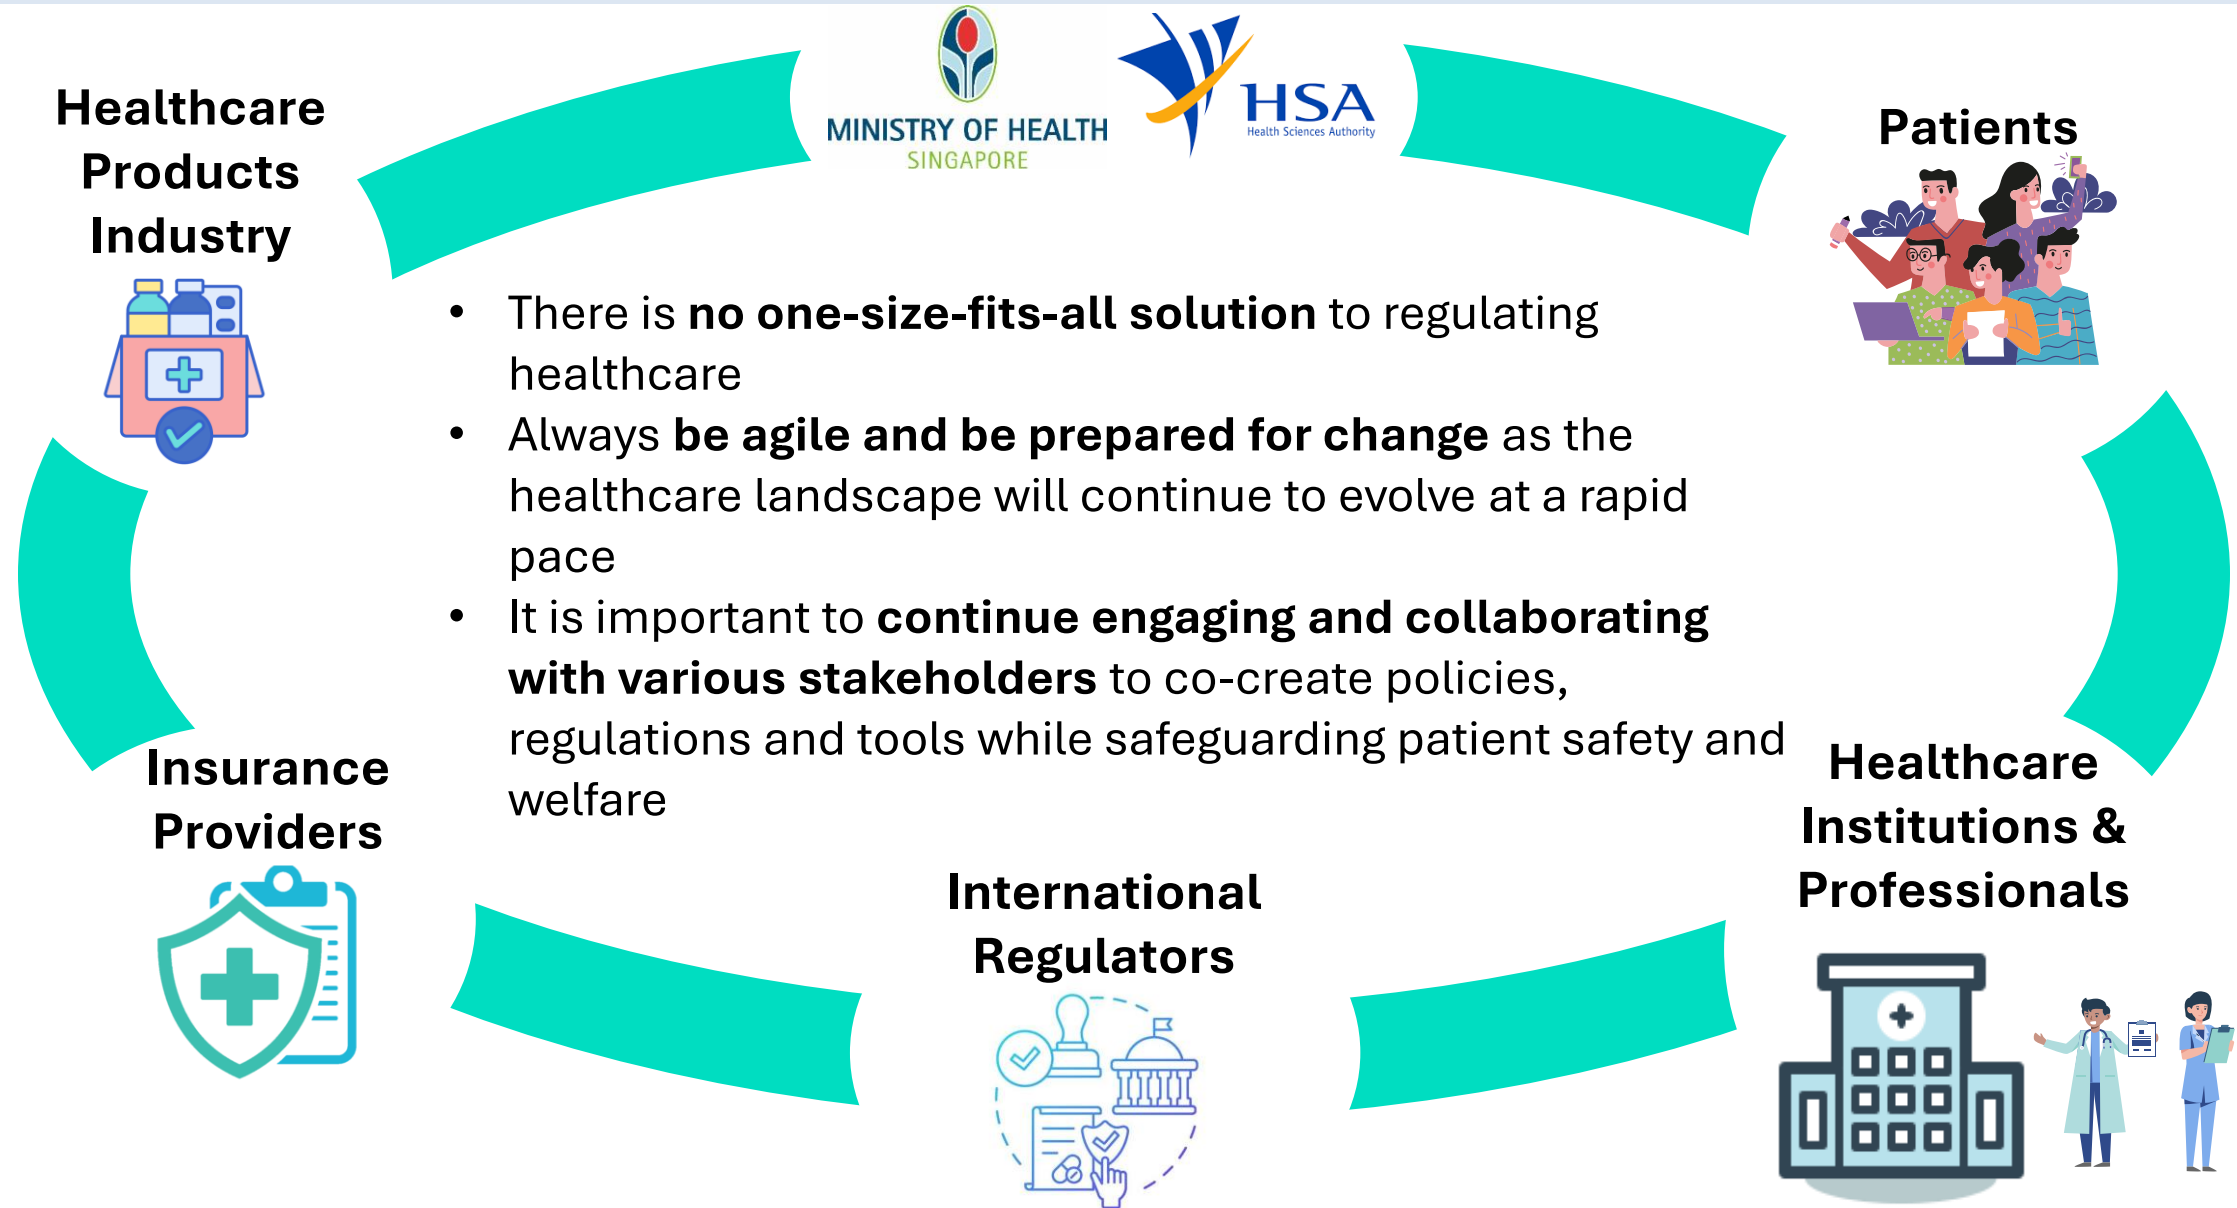 MINISTRY OF HEALTH
SINGAPORE
HSA
Health Sciences Authority
Healthcare
Products
Industry
Patients
• There is no one-size-fits-all solution to regulating
healthcare
• Always be agile and be prepared for change as the
healthcare landscape will continue to evolve at a rapid
pace
• It is important to continue engaging and collaborating
with various stakeholders to co-create policies,
regulations and tools while safeguarding patient safety and
welfare
Insurance
Providers
International
Regulators
Healthcare
Institutions &
Professionals